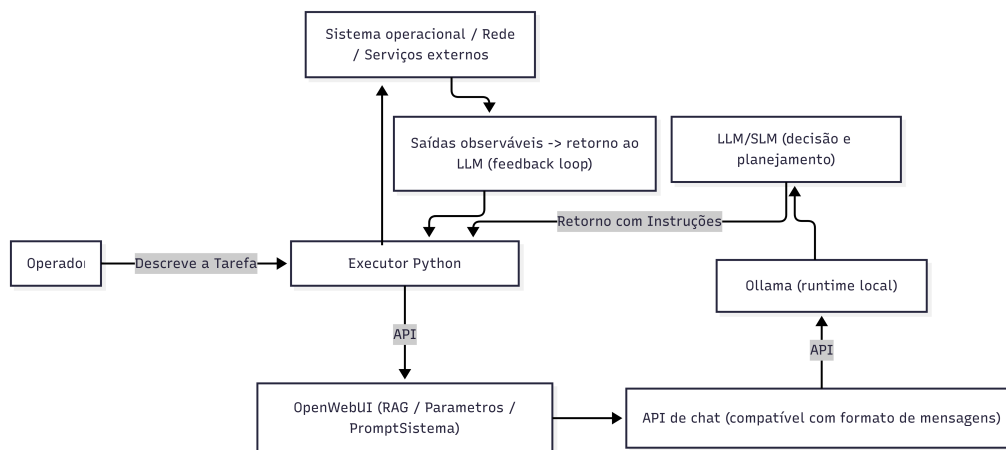 Sistema operacional / Rede
/ Serviços externos
Saídas observáveis -> retorno ao
LLM (feedback loop)
LLM/SLM (decisão e
planejamento)
Retorno com Instruções
Operador
Descreve a Tarefa
Executor Python
Ollama (runtime local)
API
API
OpenWebUI (RAG / Parametros /
PromptSistema)
API de chat (compatível com formato de mensagens)